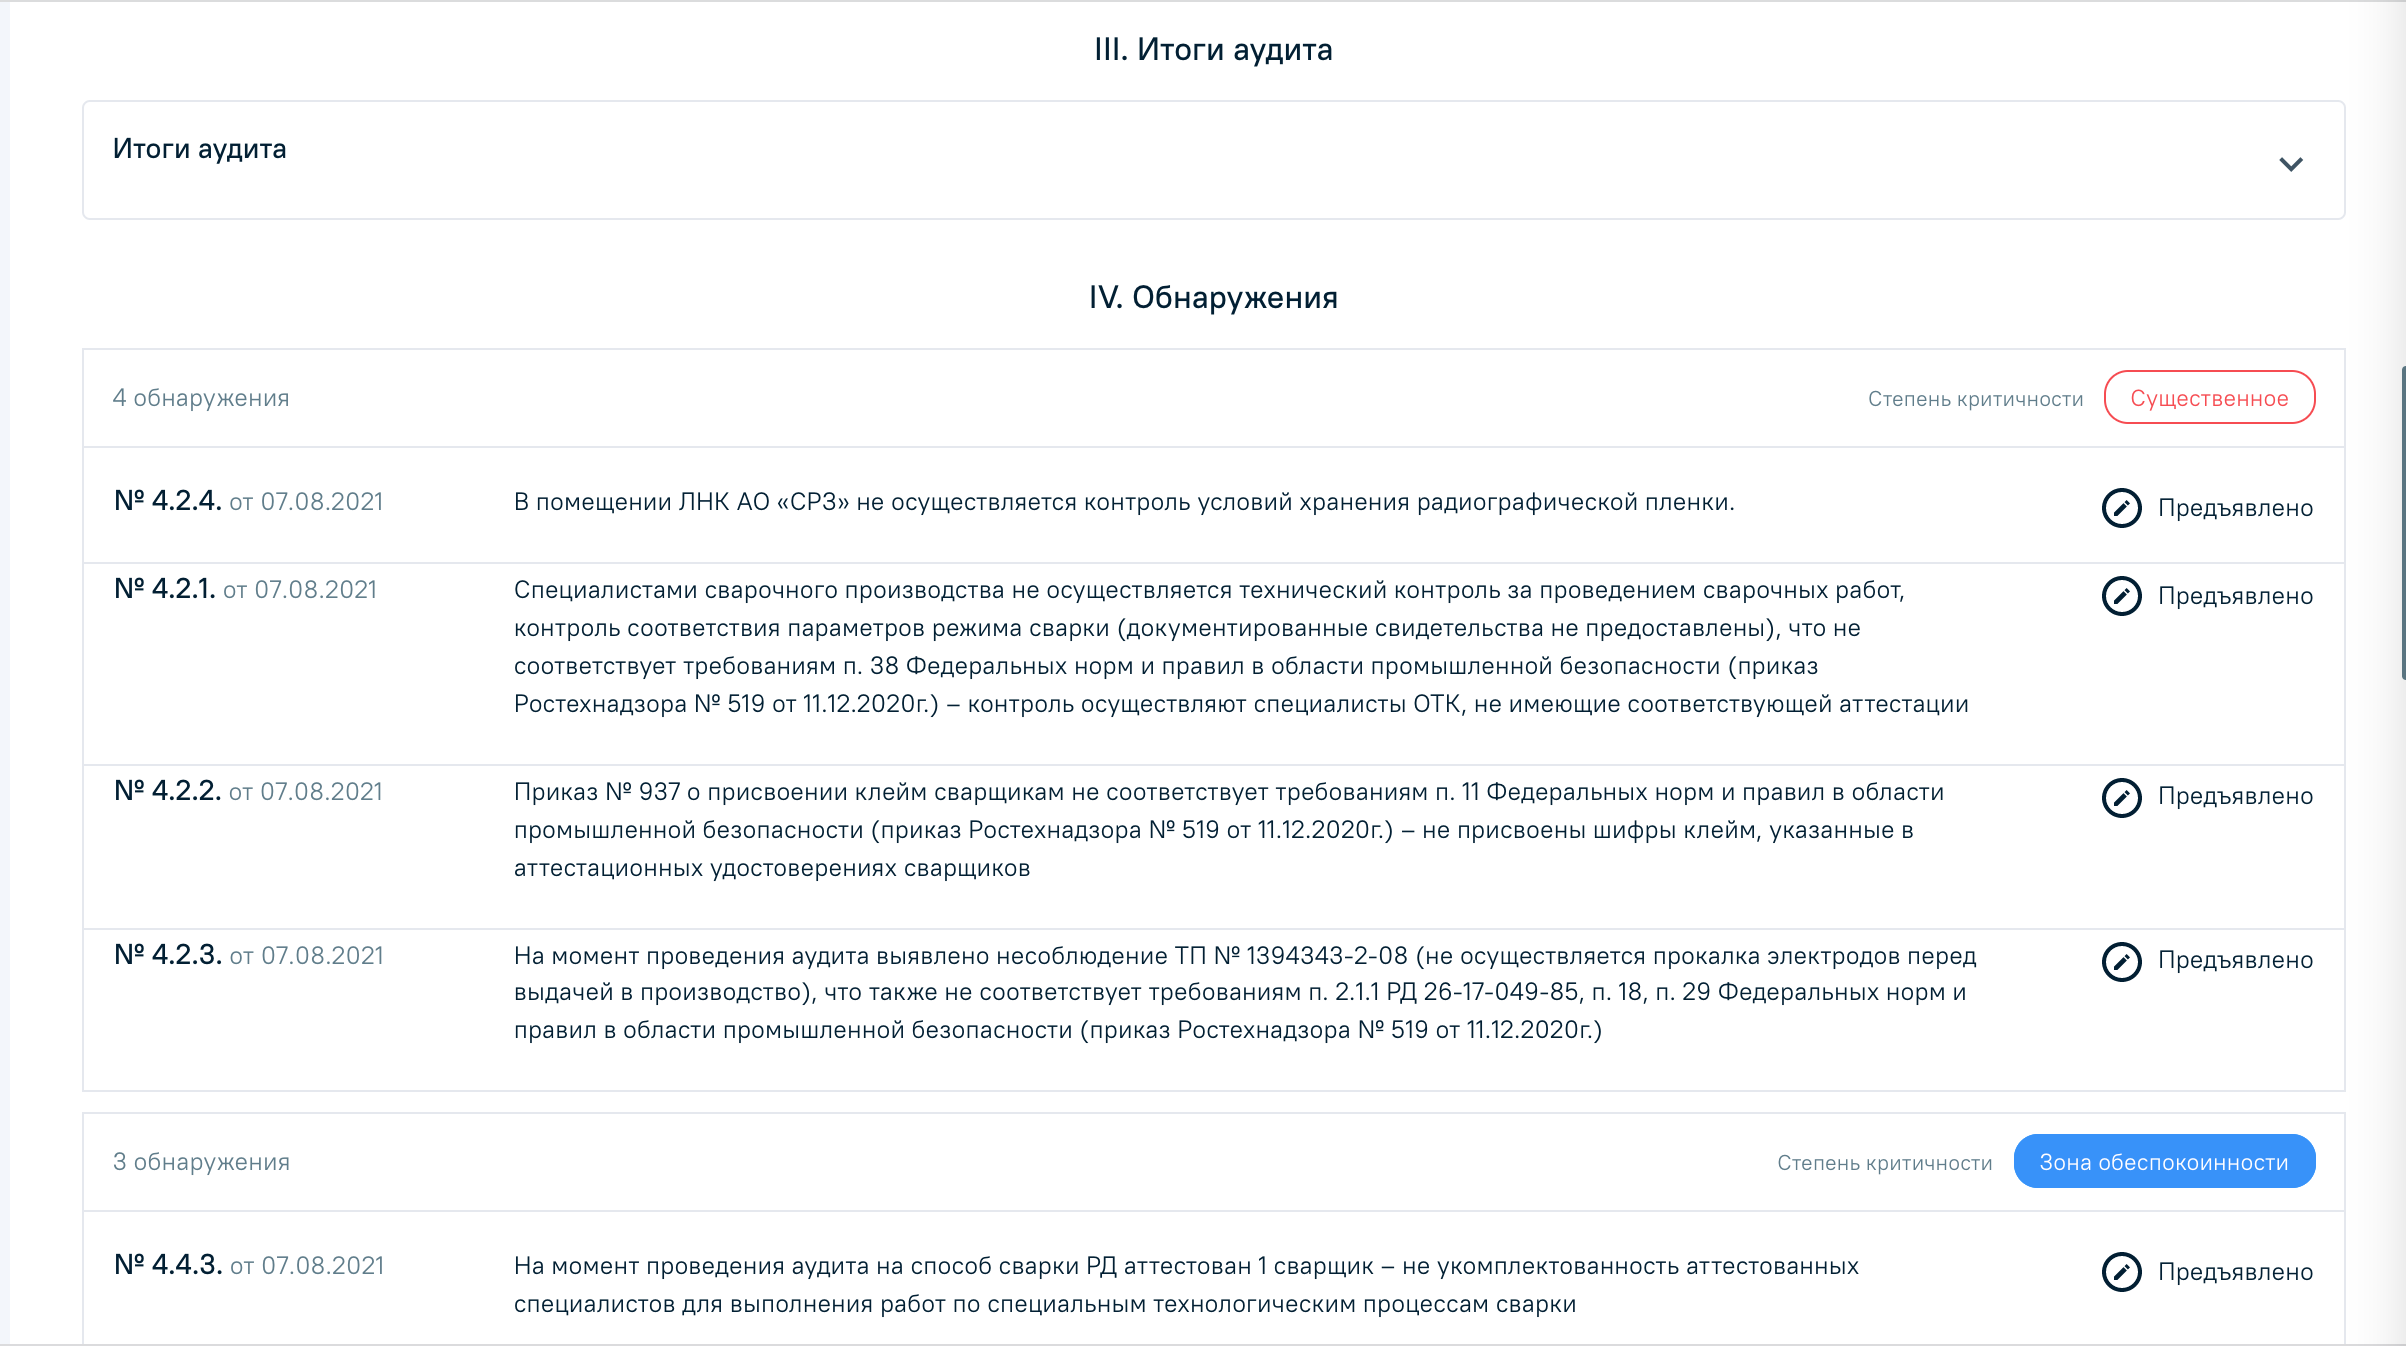 III. Итоги аудита
Итоги аудита
IV. Обнаружения
4 обнаружения
Степень критичности
Существенное
№ 4.2.4. от 07.08.2021
В помещении ЛНК АО «СРЗ» не осуществляется контроль условий хранения радиографической пленки.
Предъявлено
№ 4.2.1. от 07.08.2021
Специалистами сварочного производства не осуществляется технический контроль за проведением сварочных работ,
контроль соответствия параметров режима сварки (документированные свидетельства не предоставлены), что не
соответствует требованиям п. 38 Федеральных норм и правил в области промышленной безопасности (приказ
Ростехнадзора № 519 от 11.12.2020г.) – контроль осуществляют специалисты ОТК, не имеющие соответствующей аттестации
Предъявлено
№ 4.2.2. от 07.08.2021
Приказ № 937 о присвоении клейм сварщикам не соответствует требованиям п. 11 Федеральных норм и правил в области
промышленной безопасности (приказ Ростехнадзора № 519 от 11.12.2020г.) – не присвоены шифры клейм, указанные в
аттестационных удостоверениях сварщиков
Предъявлено
№ 4.2.3. от 07.08.2021
На момент проведения аудита выявлено несоблюдение ТП № 1394343-2-08 (не осуществляется прокалка электродов перед
выдачей в производство), что также не соответствует требованиям п. 2.1.1 РД 26-17-049-85, п. 18, п. 29 Федеральных норм и
правил в области промышленной безопасности (приказ Ростехнадзора № 519 от 11.12.2020г.)
Предъявлено
3 обнаружения
Степень критичности
Зона обеспокоинности
№ 4.4.3. от 07.08.2021
На момент проведения аудита на способ сварки РД аттестован 1 сварщик – не укомплектованность аттестованных
специалистов для выполнения работ по специальным технологическим процессам сварки
Предъявлено